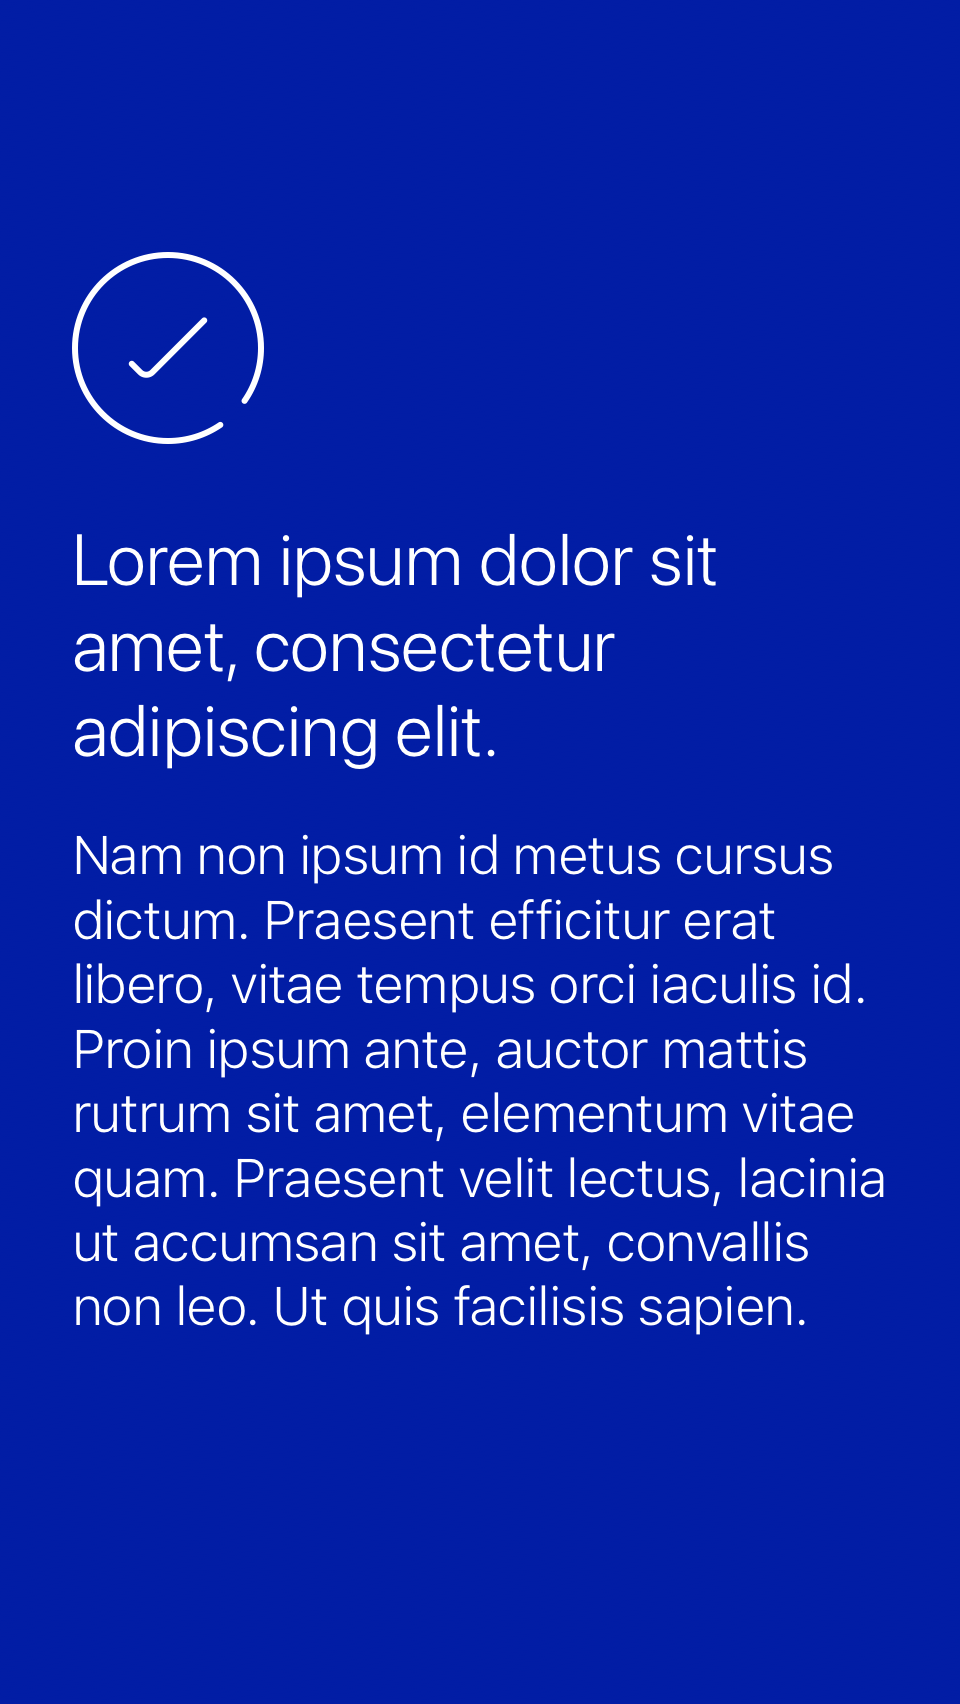 Lorem ipsum dolor sit
amet, consectetur
adipiscing elit.
Nam non ipsum id metus cursus
dictum. Praesent efficitur erat
libero, vitae tempus orci iaculis id.
Proin ipsum ante, auctor mattis
rutrum sit amet, elementum vitae
quam. Praesent velit lectus, lacinia
ut accumsan sit amet, convallis
non leo. Ut quis facilisis sapien.